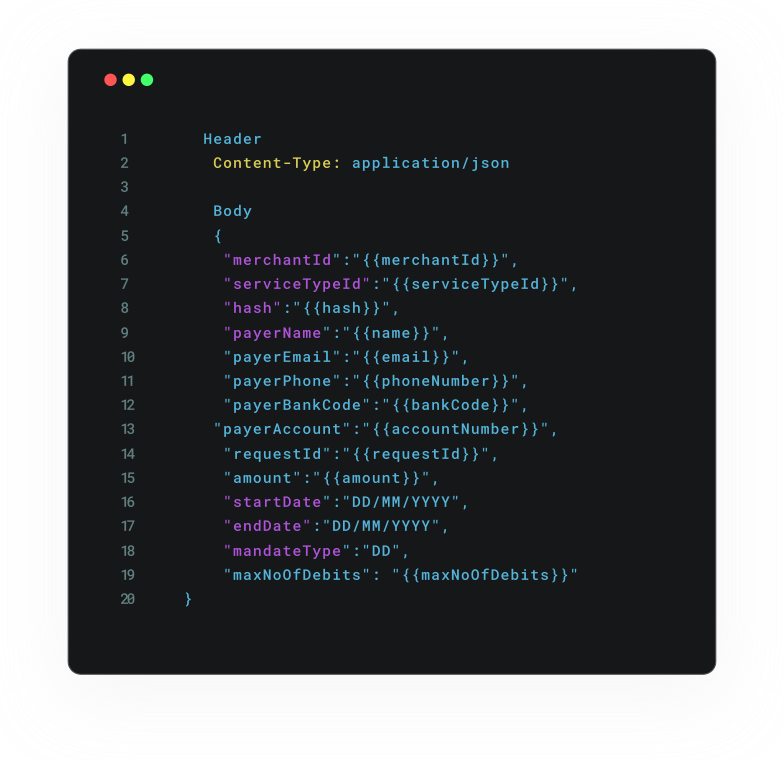 1 Header
2 Content-Type: application/json
3
4 Body
5 {
6 "merchantId":"{{merchantId}}",
7 "serviceTypeId":"{{serviceTypeId}}",
8 "hash":"{{hash}}",
9 "payerName":"{{name}}",
10 "payerEmail":"{{email}}",
11 "payerPhone":"{{phoneNumber}}",
12 "payerBankCode":"{{bankCode}}",
13 "payerAccount":"{{accountNumber}}",
14 "requestId":"{{requestId}}",
15 "amount":"{{amount}}",
16 "startDate":"DD/MM/YYYY",
17 "endDate":"DD/MM/YYYY",
18 "mandateType":"DD",
19 "maxNoOfDebits": "{{maxNoOfDebits}}"
20 }